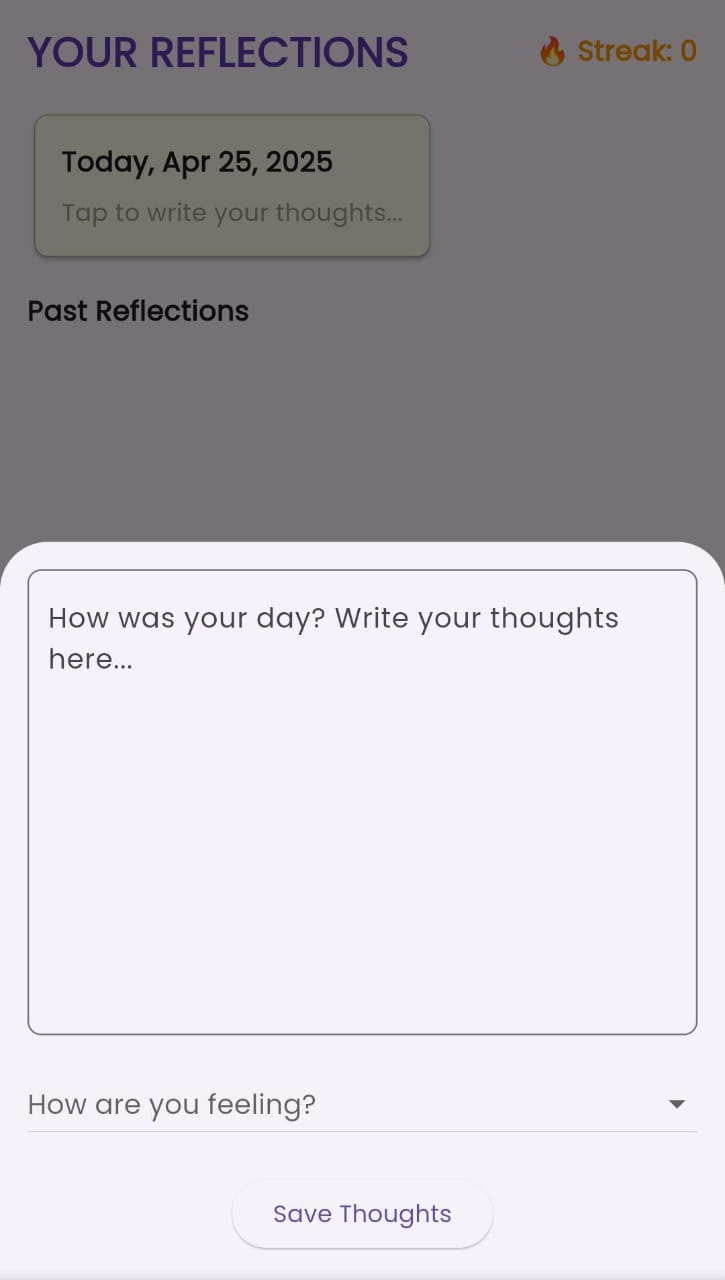 YOUR REFLECTIONS
🔥 Streak: 0
Today, Apr 25, 2025
Tap to write your thoughts...
Past Reflections
How was your day? Write your thoughts
here...
How are you feeling?
Save Thoughts